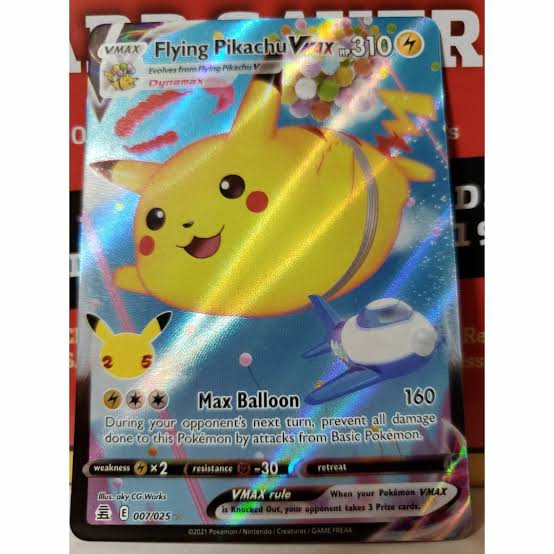 VMAX Flying Pikachu VMAX HP 310
Evolves from Flying Pikachu V
Dynamax
25
Max Balloon 160
During your opponent's next turn, prevent all damage
done to this Pokémon by attacks from Basic Pokémon.
weakness ×2 resistance -30 retreat
Illus. aky CG Works
VMAX rule When your Pokémon VMAX
is Knocked Out, your opponent takes 3 Prize cards.
E 007/025
©2021 Pokémon / Nintendo / Creatures / GAME FREAK